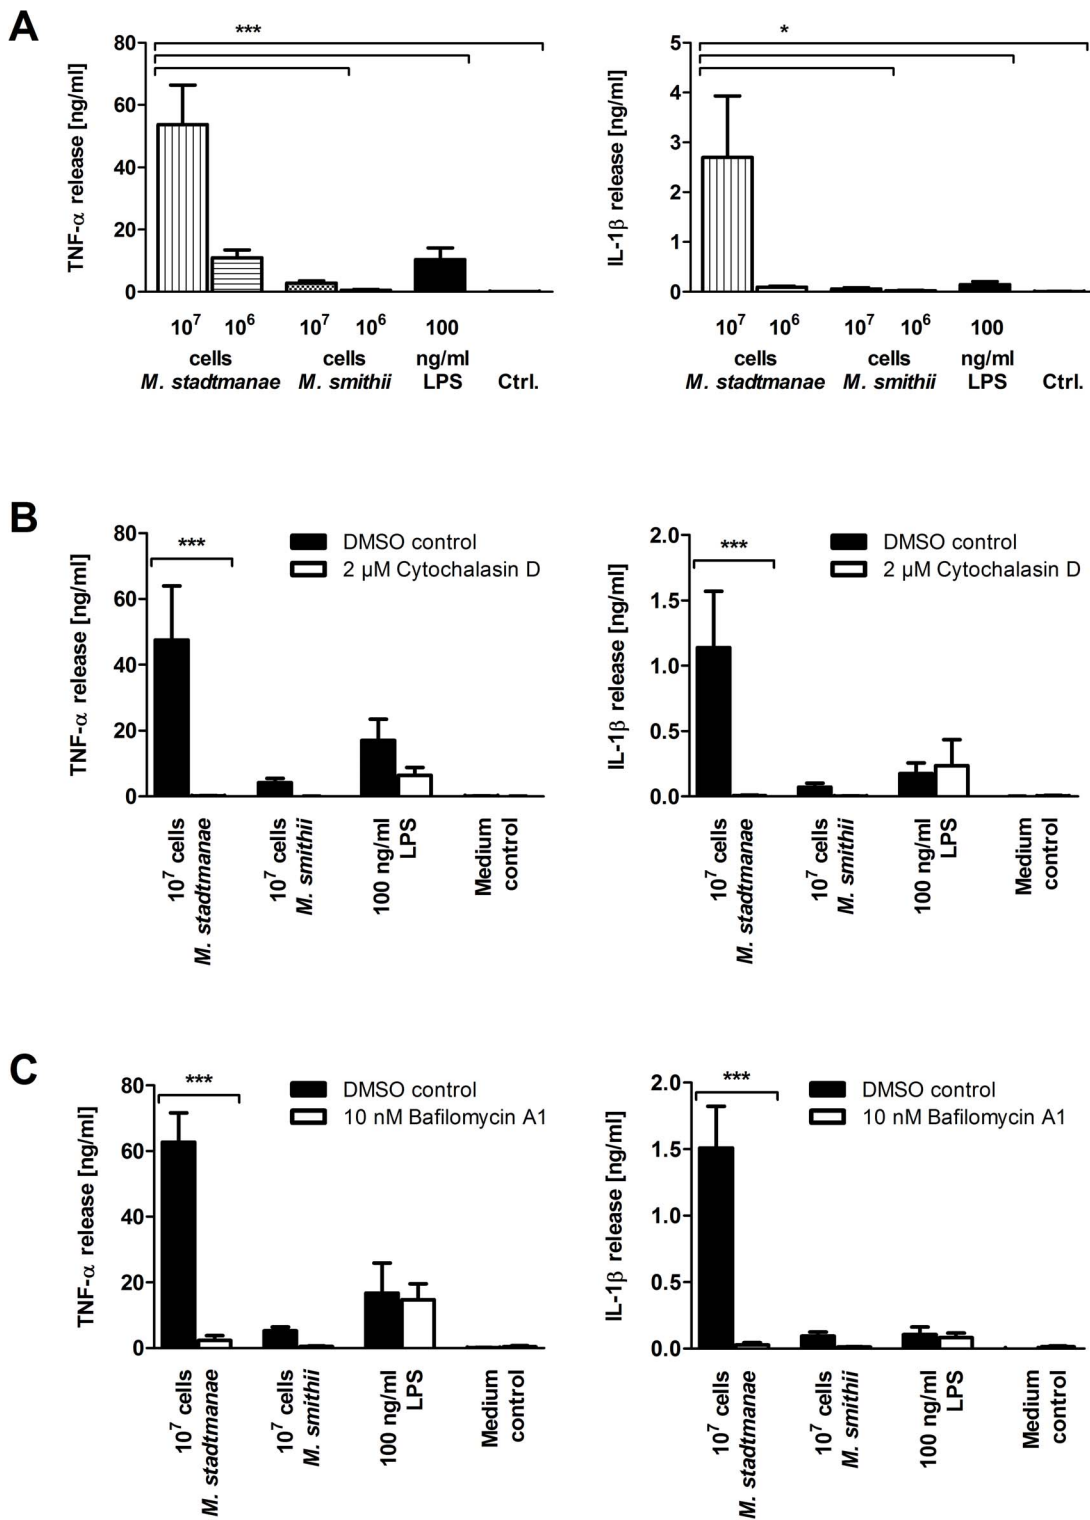 A
***
TNF-α release [ng/ml]
80
60
40
20
0
10⁷ 10⁶ 10⁷ 10⁶ 100
cells cells ng/ml
M. stadtmanae M. smithii LPS Ctrl.
*
IL-1β release [ng/ml]
5
4
3
2
1
0
10⁷ 10⁶ 10⁷ 10⁶ 100
cells cells ng/ml
M. stadtmanae M. smithii LPS Ctrl.
B
***
DMSO control
2 µM Cytochalasin D
TNF-α release [ng/ml]
80
60
40
20
0
10⁷ cells
M. stadtmanae
10⁷ cells
M. smithii
100 ng/ml
LPS
Medium
control
***
DMSO control
2 µM Cytochalasin D
IL-1β release [ng/ml]
2.0
1.5
1.0
0.5
0.0
10⁷ cells
M. stadtmanae
10⁷ cells
M. smithii
100 ng/ml
LPS
Medium
control
C
***
DMSO control
10 nM Bafilomycin A1
TNF-α release [ng/ml]
80
60
40
20
0
10⁷ cells
M. stadtmanae
10⁷ cells
M. smithii
100 ng/ml
LPS
Medium
control
***
DMSO control
10 nM Bafilomycin A1
IL-1β release [ng/ml]
2.0
1.5
1.0
0.5
0.0
10⁷ cells
M. stadtmanae
10⁷ cells
M. smithii
100 ng/ml
LPS
Medium
control